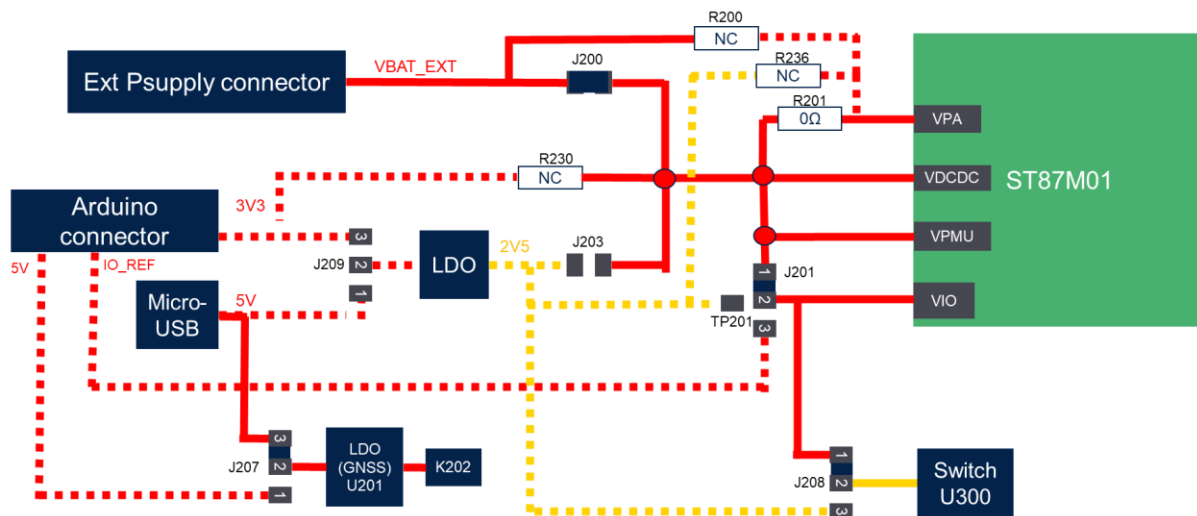 R200
NC
Ext Psupply connector
VBAT_EXT
J200
R236
NC
R201
0Ω
VPA
R230
NC
VDCDC
ST87M01
Arduino
connector
3V3
3
J209
2
1
LDO
2V5
J203
VPMU
1
J201
2
3
TP201
VIO
5V
IO_REF
Micro-
USB
5V
3
J207
2
1
LDO
(GNSS)
U201
K202
1
J208
2
3
Switch
U300